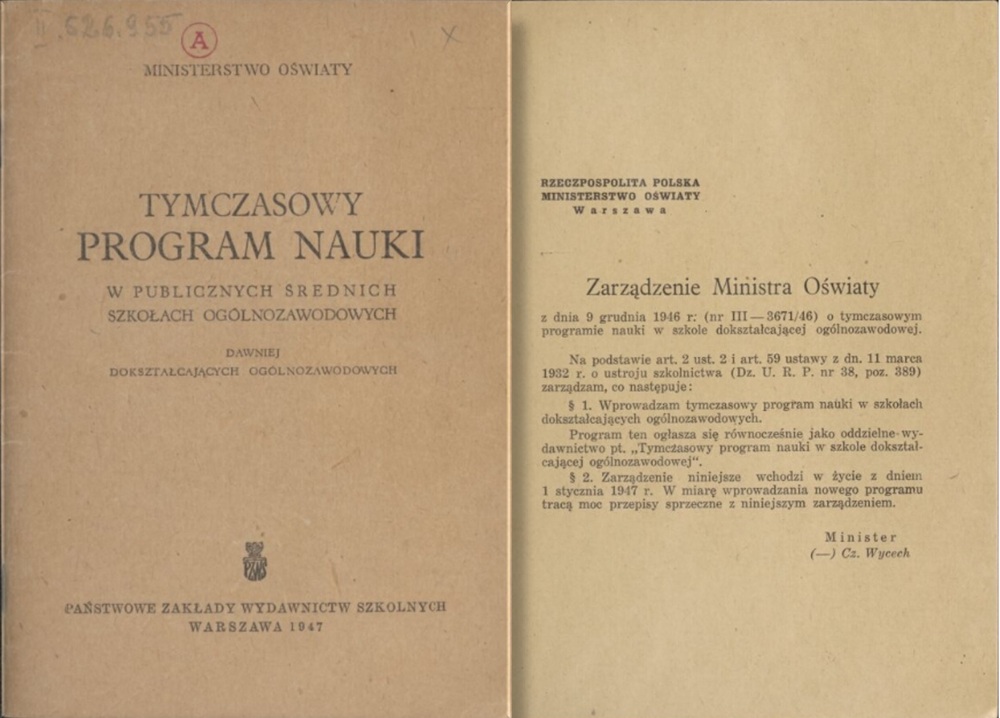 II .526.955
A
MINISTERSTWO OŚWIATY
TYMCZASOWY
PROGRAM NAUKI
W PUBLICZNYCH ŚREDNICH
SZKOŁACH OGÓLNOZAWODOWYCH
DAWNIEJ
DOKSZTAŁCAJĄCYCH OGÓLNOZAWODOWYCH
PZWS
PAŃSTWOWE ZAKŁADY WYDAWNICTW SZKOLNYCH
WARSZAWA 1947
RZECZPOSPOLITA POLSKA
MINISTERSTWO OŚWIATY
Warszawa
Zarządzenie Ministra Oświaty
z dnia 9 grudnia 1946 r. (nr III — 3671/46) o tymczasowym
programie nauki w szkole dokształcającej ogólnozawodowej.
Na podstawie art. 2 ust. 2 i art. 59 ustawy z dn. 11 marca
1932 r. o ustroju szkolnictwa (Dz. U. R. P. nr 38, poz. 389)
zarządzam, co następuje:
§ 1. Wprowadzam tymczasowy program nauki w szkołach
dokształcających ogólnozawodowych.
Program ten ogłasza się równocześnie jako oddzielne wy-
dawnictwo pt. „Tymczasowy program nauki w szkole dokształ-
cającej ogólnozawodowej“.
§ 2. Zarządzenie niniejsze wchodzi w życie z dniem
1 stycznia 1947 r. W miarę wprowadzania nowego programu
tracą moc przepisy sprzeczne z niniejszym zarządzeniem.
Minister
(—) Cz. Wycech